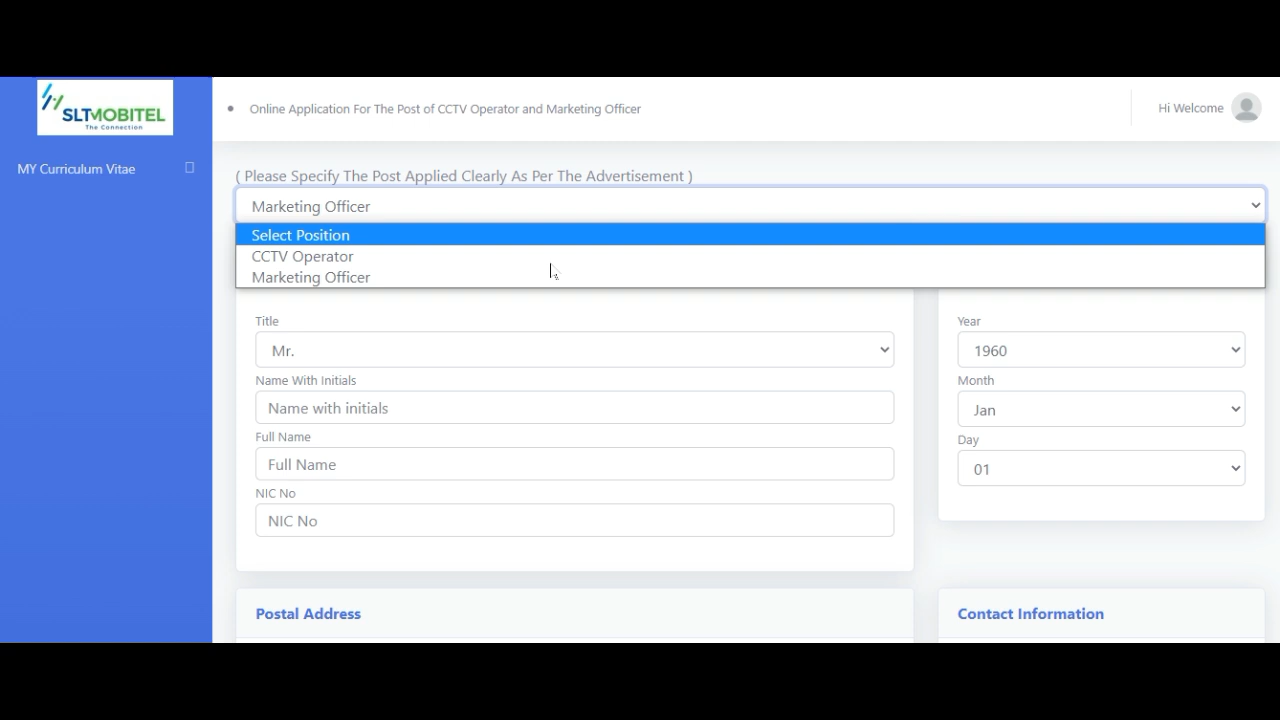 SLTMOBITEL
The Connection
Online Application For The Post of CCTV Operator and Marketing Officer
Hi Welcome
MY Curriculum Vitae
( Please Specify The Post Applied Clearly As Per The Advertisement )
Marketing Officer
Select Position
CCTV Operator
Marketing Officer
Title
Mr.
Name With Initials
Name with initials
Full Name
Full Name
NIC No
NIC No
Year
1960
Month
Jan
Day
01
Postal Address
Contact Information